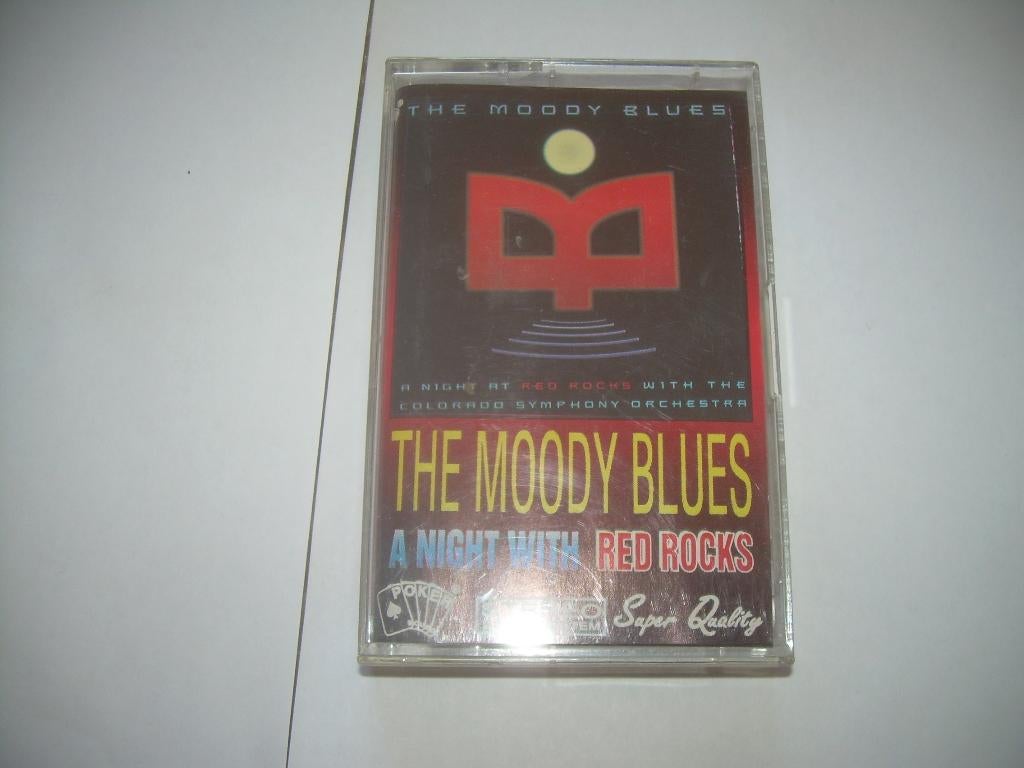 THE MOODY BLUES
A NIGHT AT RED ROCKS WITH THE
COLORADO SYMPHONY ORCHESTRA
THE MOODY BLUES
A NIGHT WITH RED ROCKS
POKER
Super Quality